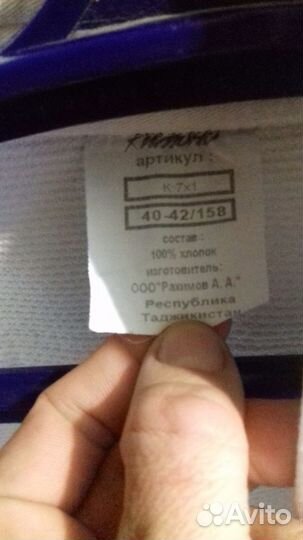 артикул :
К-7х1
40-42/158
состав :
100% хлопок
изготовитель:
ООО"Рахимов А. А."
Республика
Таджикистан
Avito